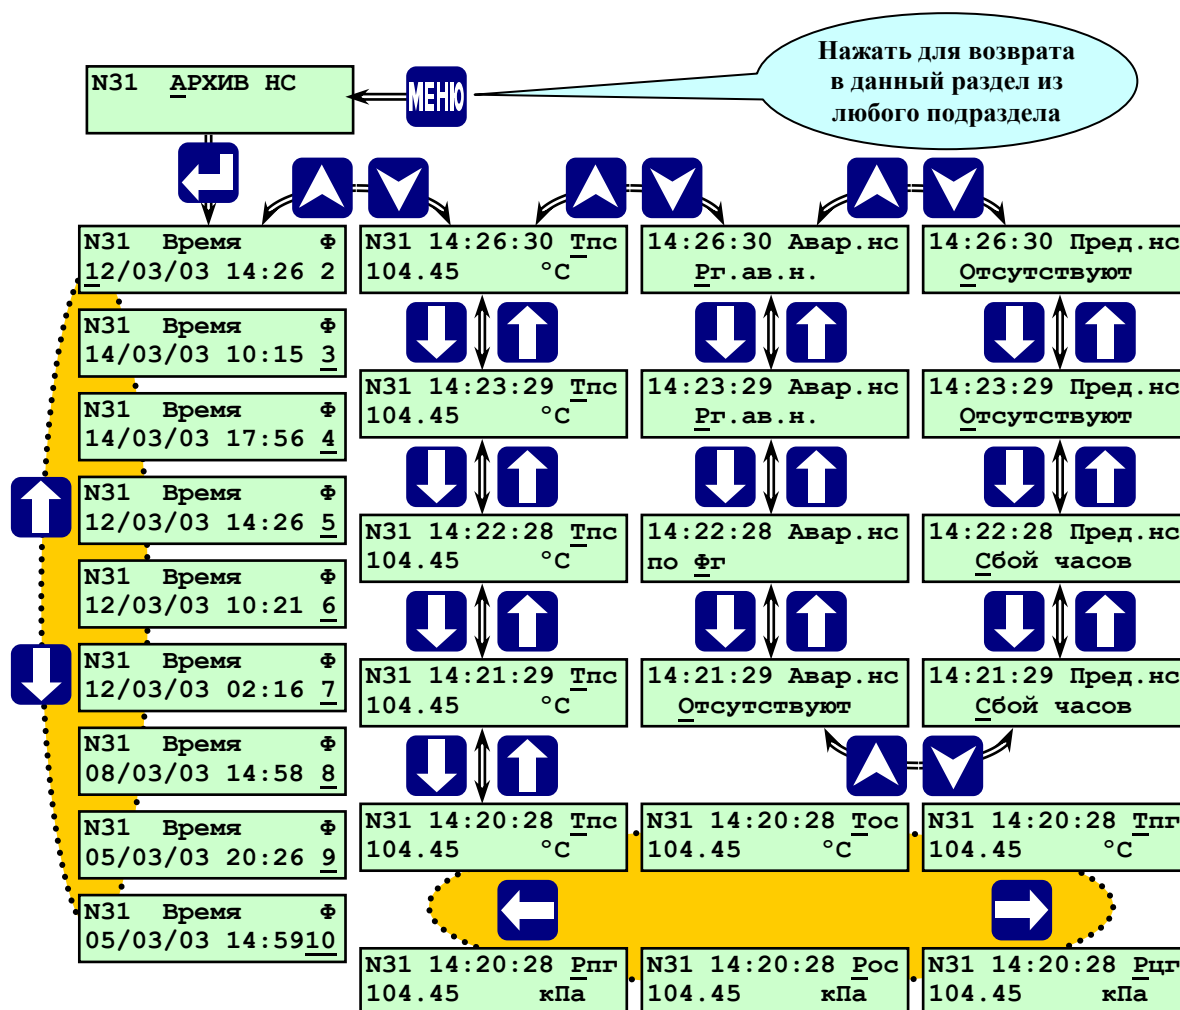 Нажать для возврата
в данный раздел из
любого подраздела
N31 АРХИВ НС
МЕНЮ
N31 Время Ф
12/03/03 14:26 2
N31 14:26:30 Тпс
104.45 °C
14:26:30 Авар.нс
Рг.ав.н.
14:26:30 Пред.нс
Отсутствуют
N31 Время Ф
14/03/03 10:15 3
N31 14:23:29 Тпс
104.45 °C
14:23:29 Авар.нс
Рг.ав.н.
14:23:29 Пред.нс
Отсутствуют
N31 Время Ф
14/03/03 17:56 4
N31 Время Ф
12/03/03 14:26 5
N31 14:22:28 Тпс
104.45 °C
14:22:28 Авар.нс
по Фг
14:22:28 Пред.нс
Сбой часов
N31 Время Ф
12/03/03 10:21 6
N31 Время Ф
12/03/03 02:16 7
N31 14:21:29 Тпс
104.45 °C
14:21:29 Авар.нс
Отсутствуют
14:21:29 Пред.нс
Сбой часов
N31 Время Ф
08/03/03 14:58 8
N31 Время Ф
05/03/03 20:26 9
N31 14:20:28 Тпс
104.45 °C
N31 14:20:28 Тос
104.45 °C
N31 14:20:28 Тпг
104.45 °C
N31 Время Ф
05/03/03 14:5910
N31 14:20:28 Рпг
104.45 кПа
N31 14:20:28 Рос
104.45 кПа
N31 14:20:28 Рцг
104.45 кПа